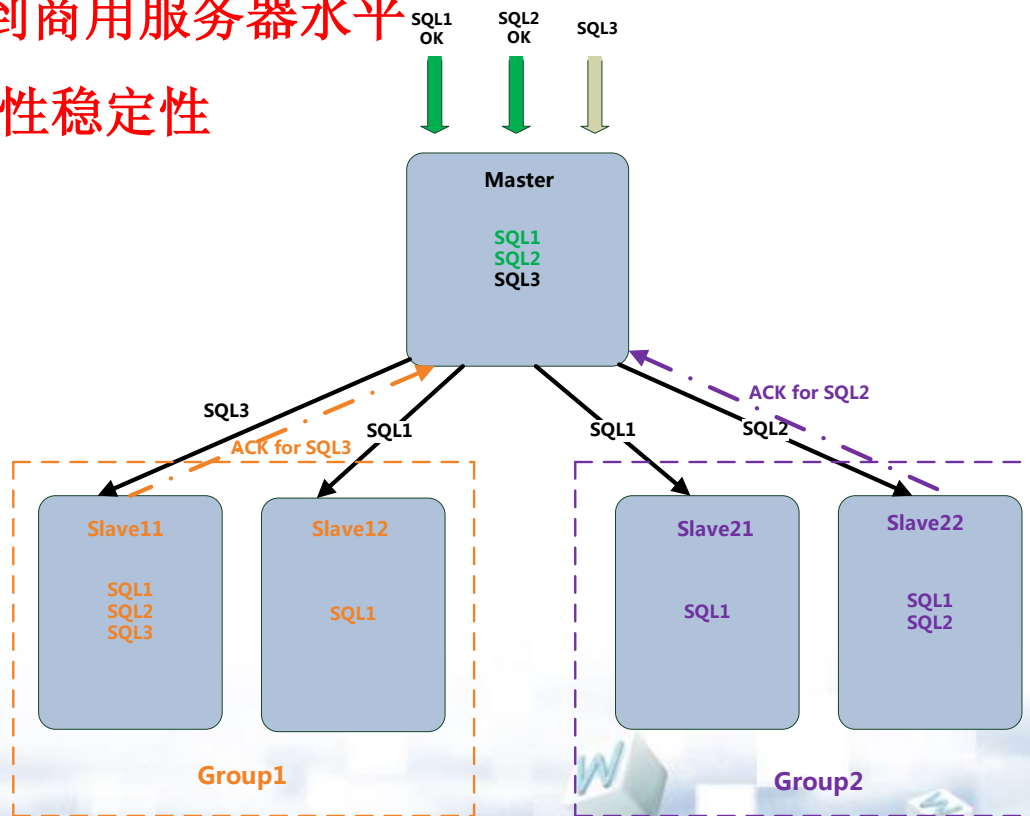 到商用服务器水平
性稳定性
SQL1
OK
SQL2
OK
SQL3
Master
SQL1
SQL2
SQL3
SQL3
ACK for SQL3
SQL1
SQL1
SQL2
ACK for SQL2
Slave11
SQL1
SQL2
SQL3
Slave12
SQL1
Slave21
SQL1
Slave22
SQL1
SQL2
Group1
Group2
W